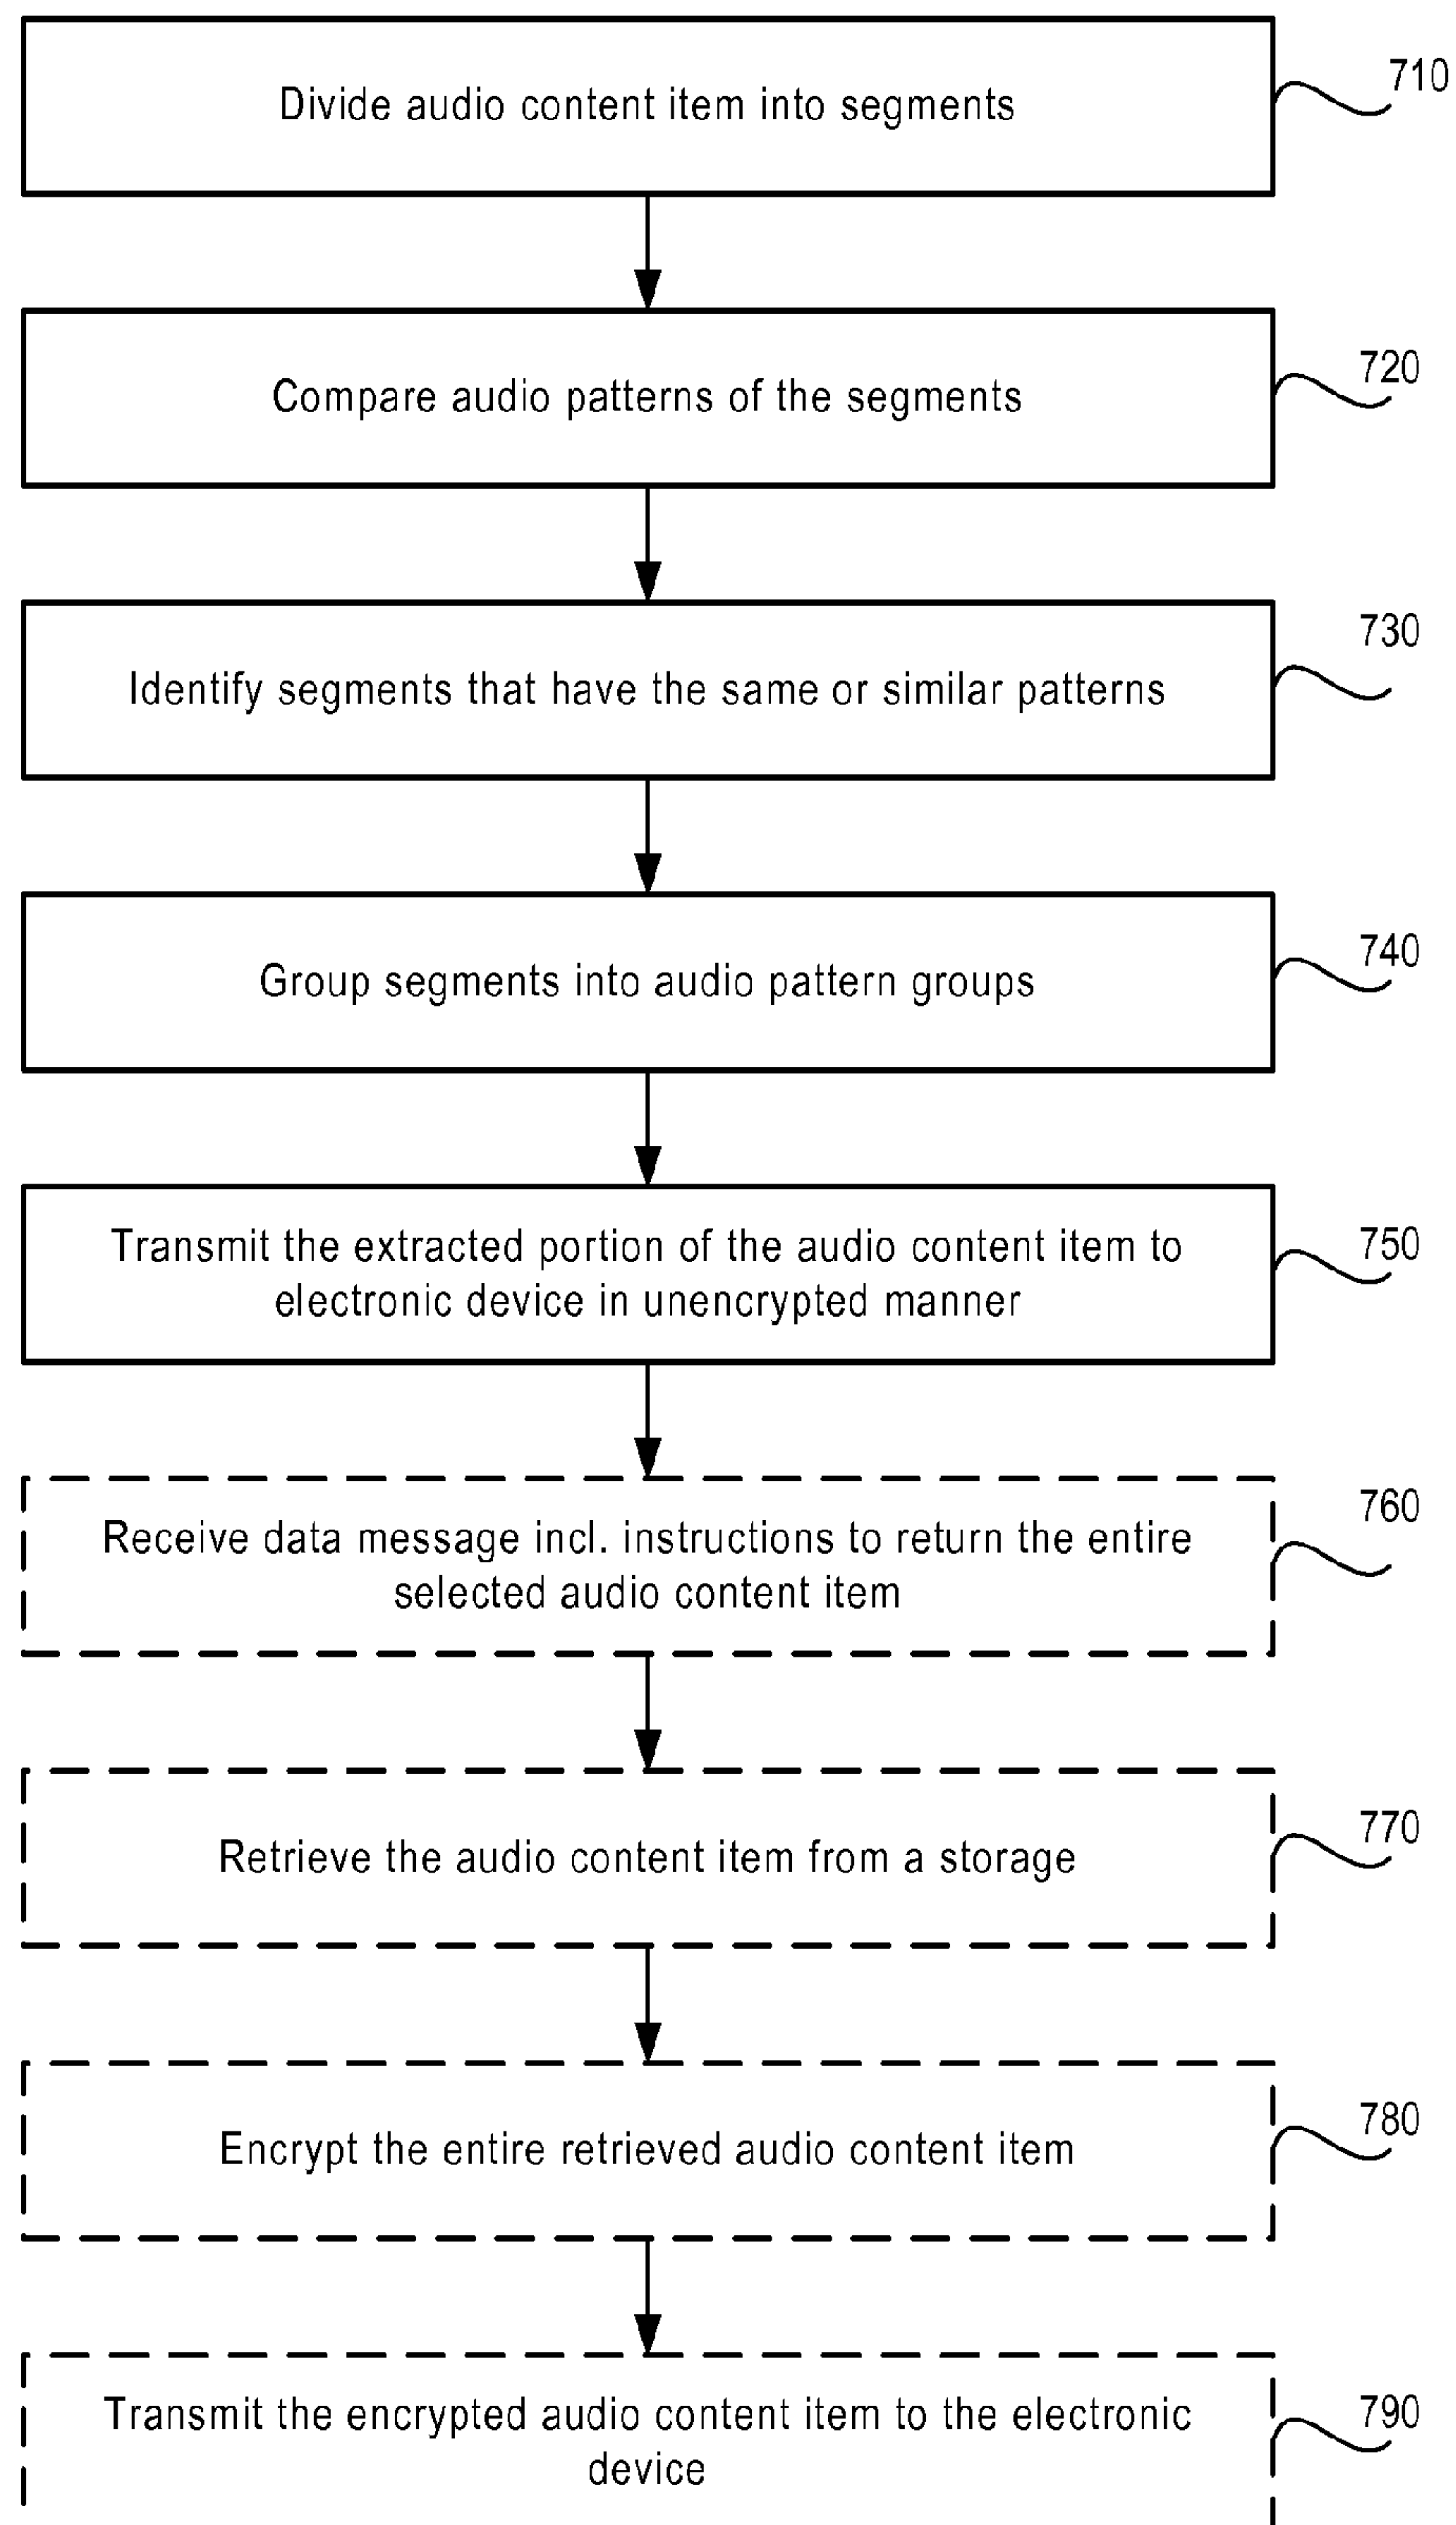 710
Divide audio content item into segments
720
Compare audio patterns of the segments
730
Identify segments that have the same or similar patterns
740
Group segments into audio pattern groups
750
Transmit the extracted portion of the audio content item to
electronic device in unencrypted manner
760
Receive data message incl. instructions to return the entire
selected audio content item
770
Retrieve the audio content item from a storage
780
Encrypt the entire retrieved audio content item
790
Transmit the encrypted audio content item to the electronic
device